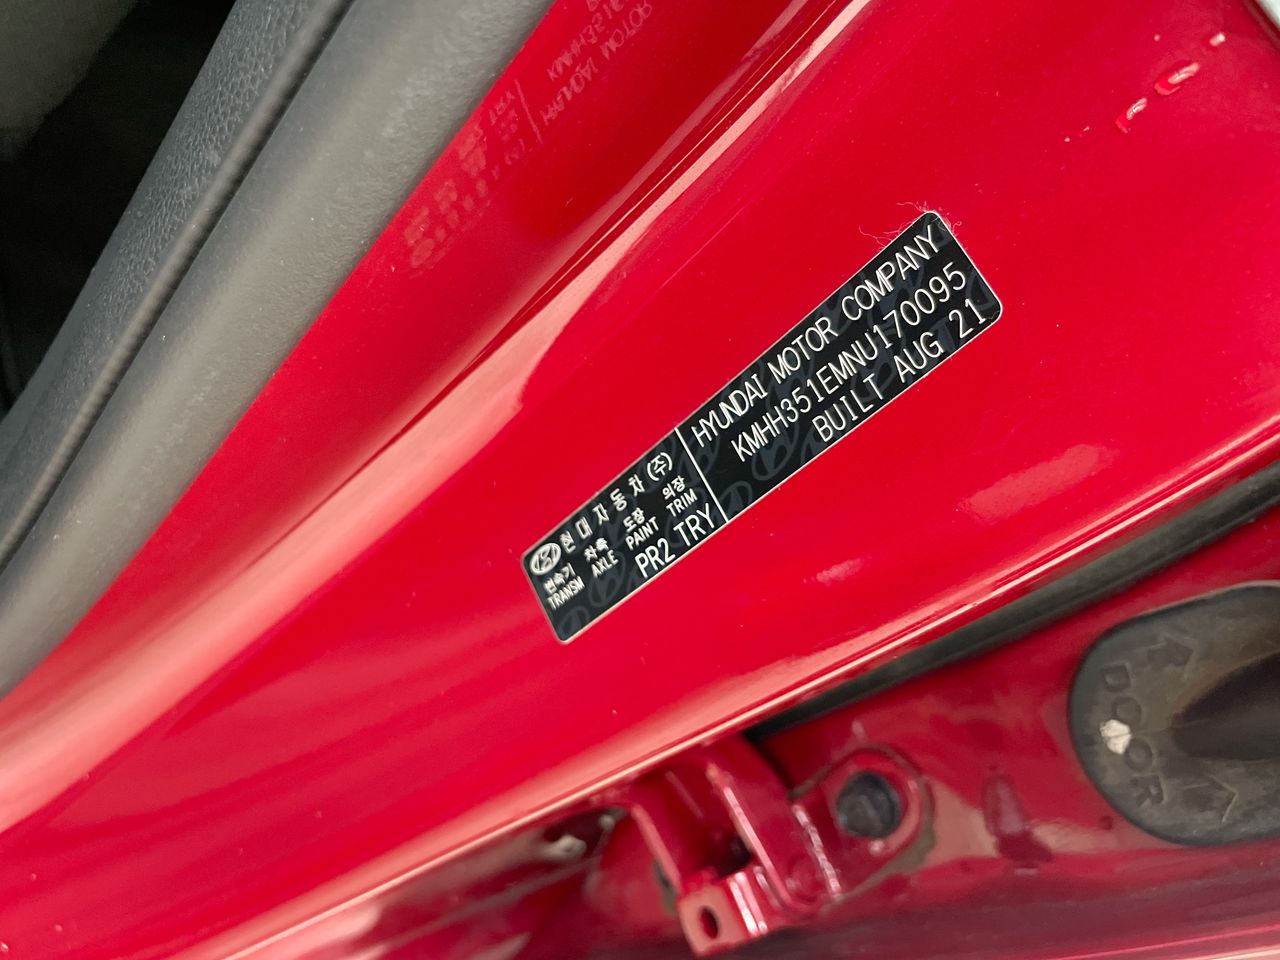 현대자동차(주)
변속기 차축 도장 의장
TRANSM AXLE PAINT TRIM
PR2 TRY
HYUNDAI MOTOR COMPANY
KMHH351EMNU170095
BUILT AUG 21
DOOR